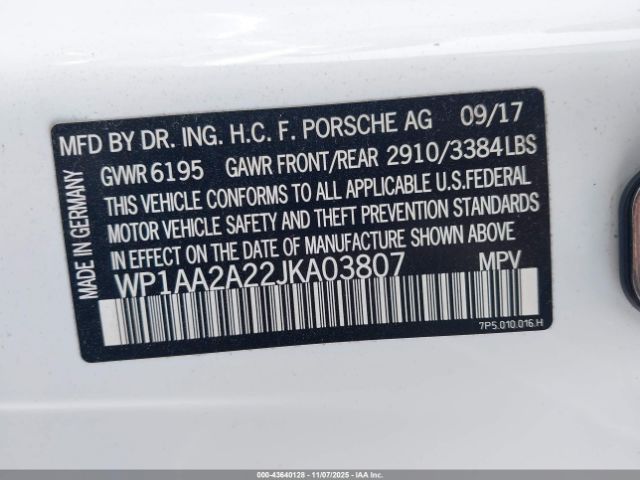 MFD BY DR. ING. H.C. F. PORSCHE AG 09/17
GVWR 6195 GAWR FRONT/REAR 2910/3384 LBS
THIS VEHICLE CONFORMS TO ALL APPLICABLE U.S.FEDERAL
MOTOR VEHICLE SAFETY AND THEFT PREVENTION STANDARDS
IN EFFECT ON THE DATE OF MANUFACTURE SHOWN ABOVE
WP1AA2A22JKA03807 MPV
MADE IN GERMANY
7P5.010.016.H
000-43640128 - 11/07/2025 - IAA Inc.